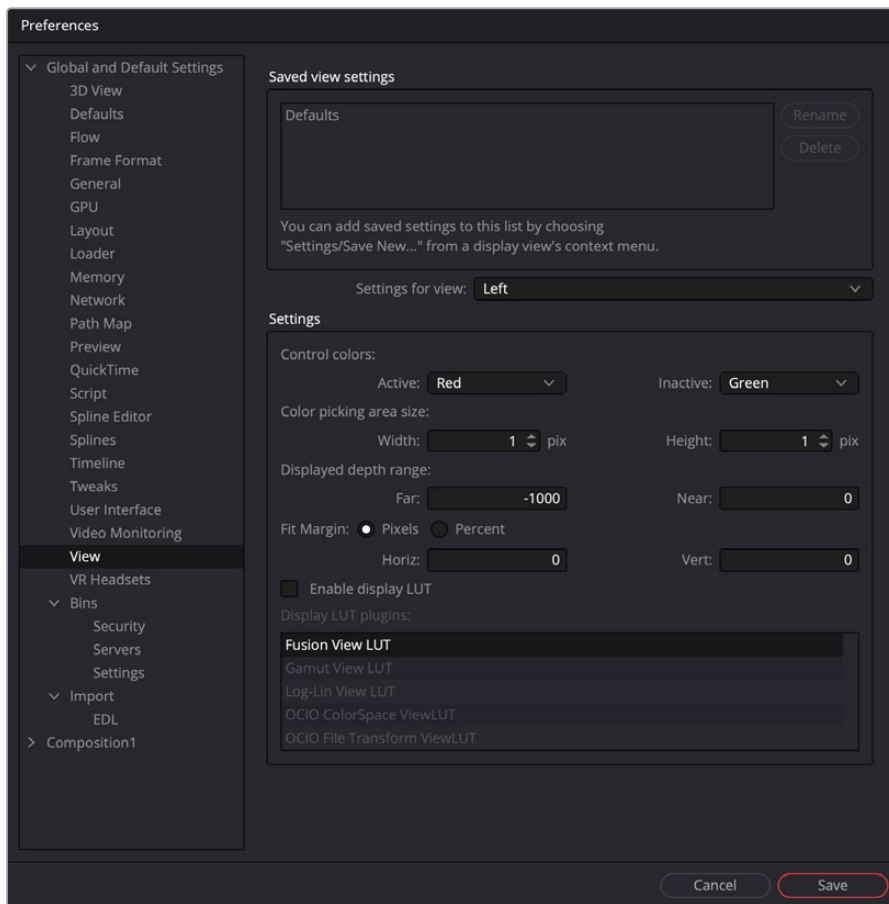 Preferences
Global and Default Settings
3D View
Defaults
Flow
Frame Format
General
GPU
Layout
Loader
Memory
Network
Path Map
Preview
QuickTime
Script
Spline Editor
Splines
Timeline
Tweaks
User Interface
Video Monitoring
View
VR Headsets
Bins
Security
Servers
Settings
Import
EDL
Composition1
Saved view settings
Defaults
Rename
Delete
You can add saved settings to this list by choosing
"Settings/Save New..." from a display view's context menu.
Settings for view: Left
Settings
Control colors:
Active: Red Inactive: Green
Color picking area size:
Width: 1 pix Height: 1 pix
Displayed depth range:
Far: -1000 Near: 0
Fit Margin: Pixels Percent
Horiz: 0 Vert: 0
Enable display LUT
Display LUT plugins:
Fusion View LUT
Gamut View LUT
Log-Lin View LUT
OCIO ColorSpace ViewLUT
OCIO File Transform ViewLUT
Cancel Save